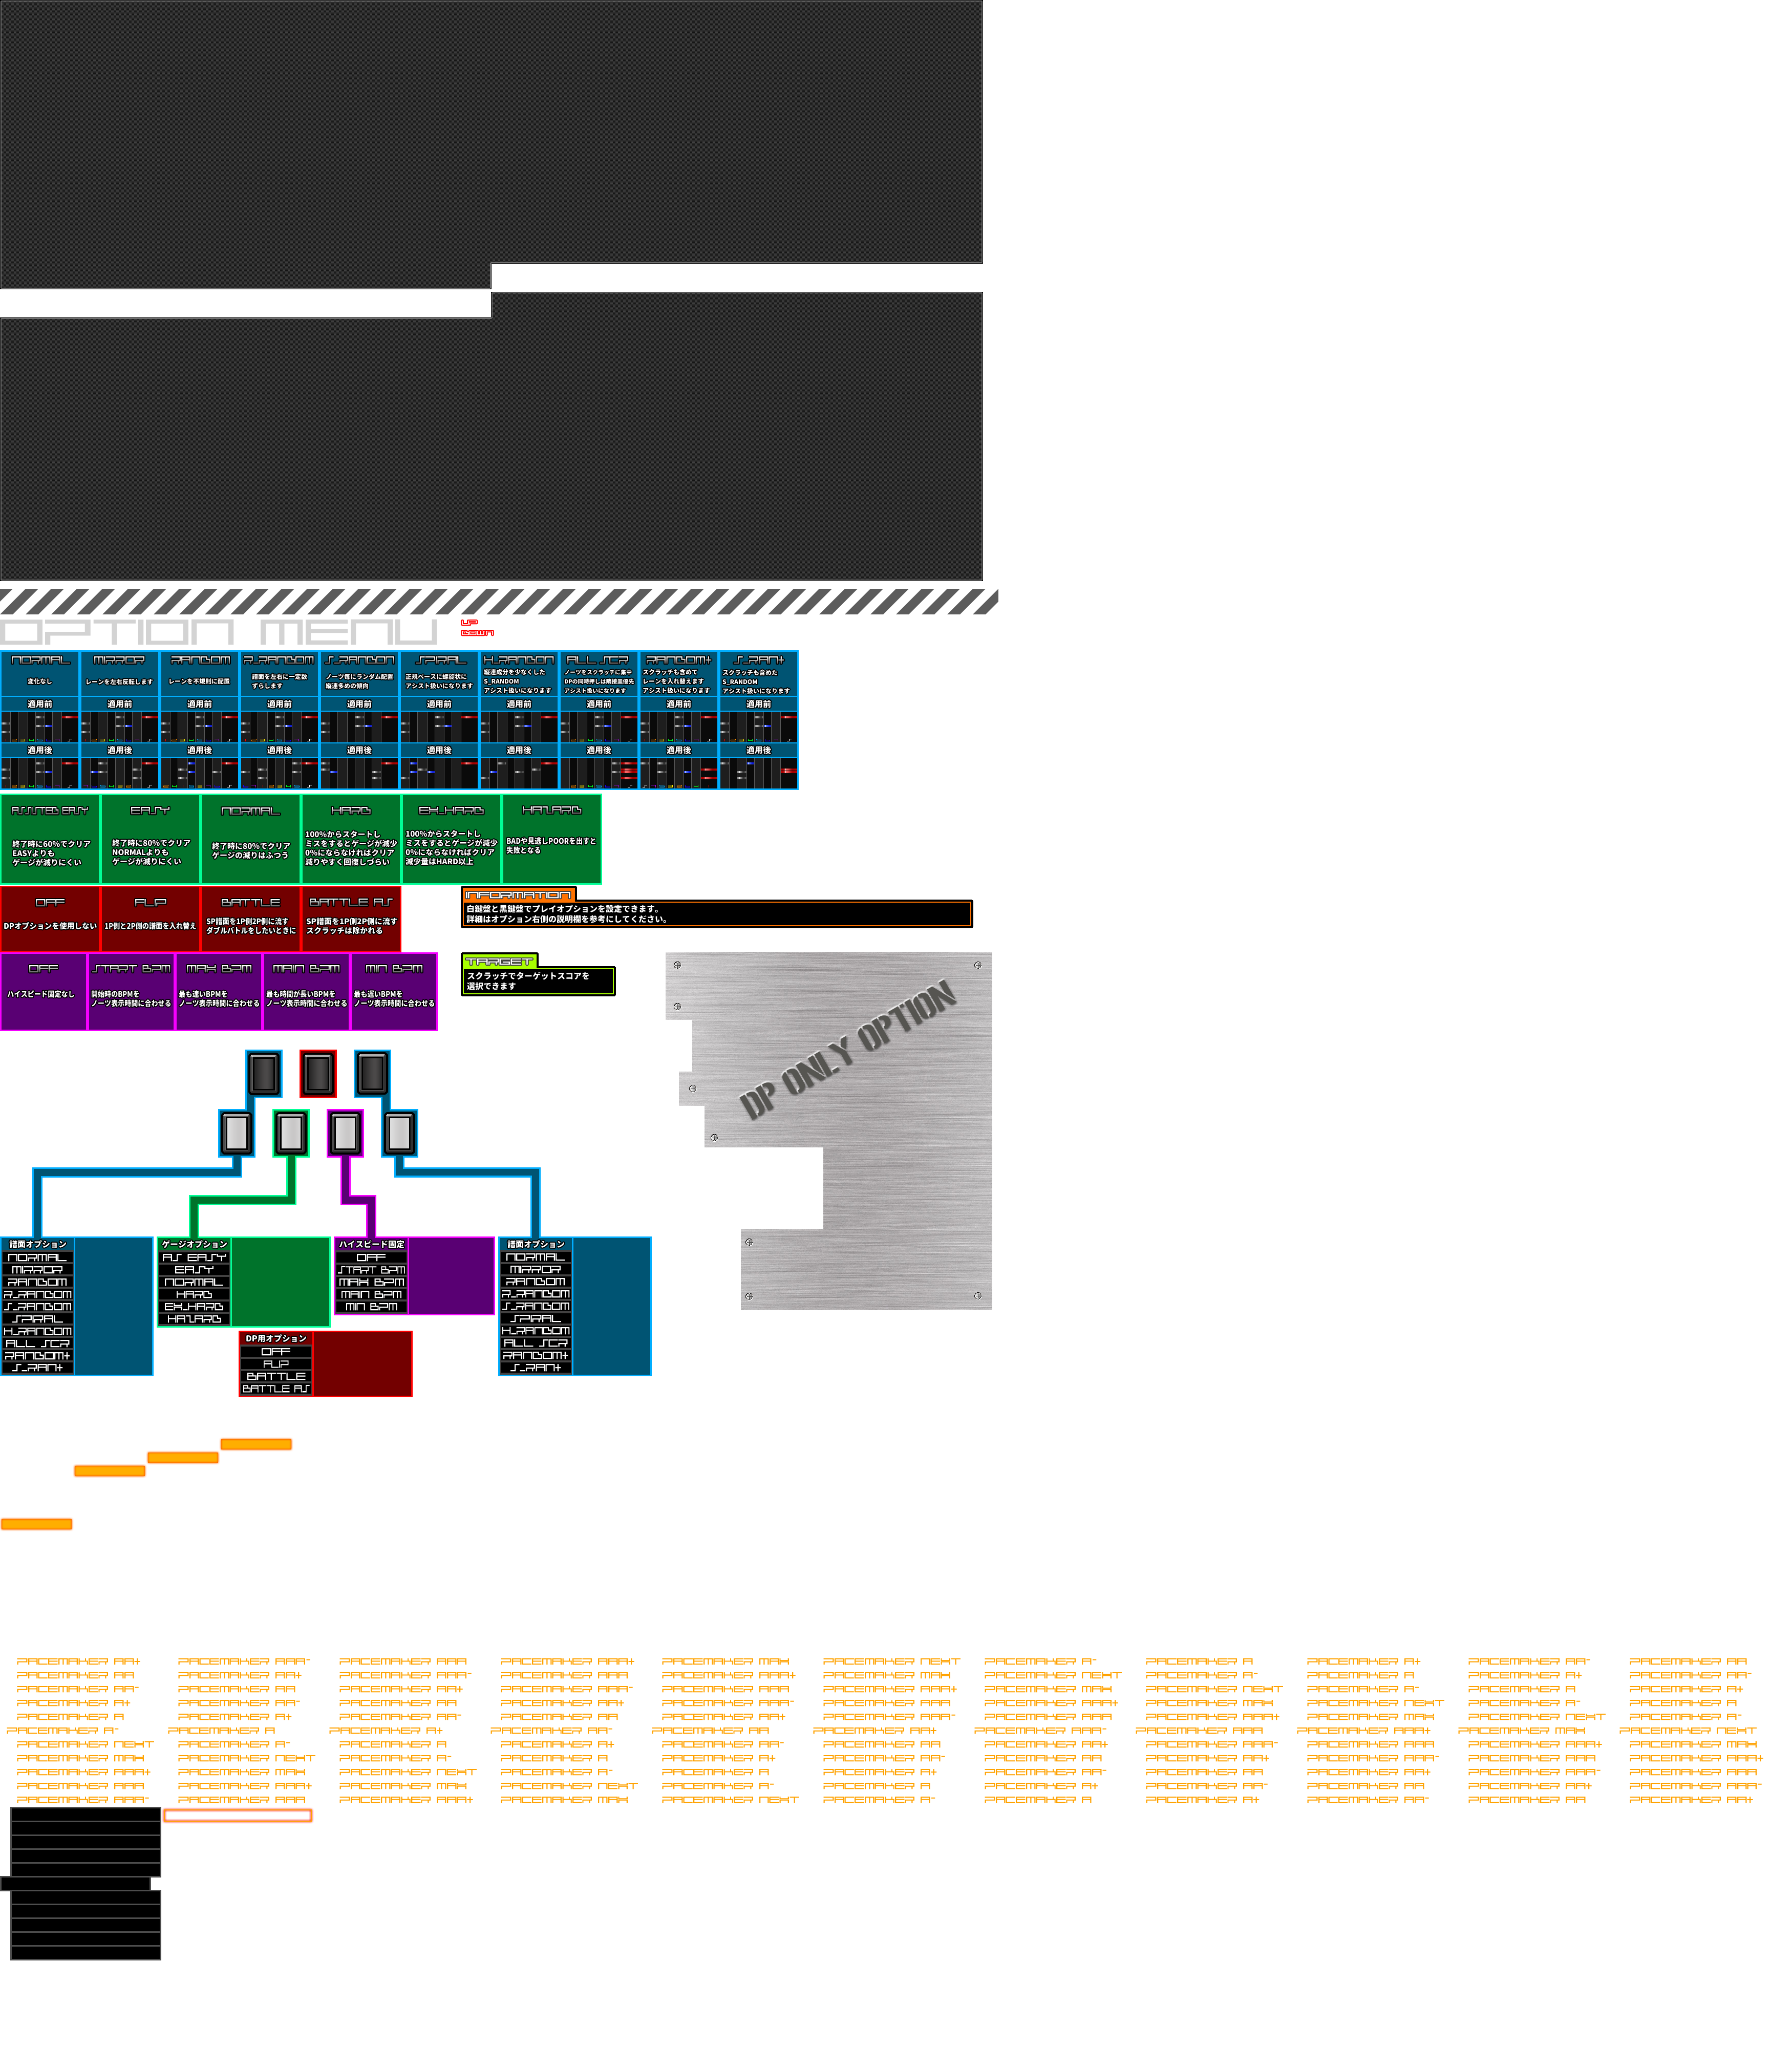 OPTION MENU
UP
DOWN
NORMAL
変化なし
MIRROR
レーンを左右反転します
RANDOM
レーンを不規則に配置
R_RANDOM
譜面を左右に一定数
ずらします
S_RANDOM
ノーツ毎にランダム配置
縦連多めの傾向
SPIRAL
正規ベースに螺旋状に
アシスト扱いになります
H_RANDOM
縦連成分を少なくした
S_RANDOM
アシスト扱いになります
ALL SCR
ノーツをスクラッチに集中
DPの同時押しは隣接皿優先
アシスト扱いになります
RANDOM+
スクラッチも含めて
レーンを入れ替えます
アシスト扱いになります
S_RAN+
スクラッチも含めた
S_RANDOM
アシスト扱いになります
適用前 適用前 適用前 適用前 適用前 適用前 適用前 適用前 適用前 適用前
適用後 適用後 適用後 適用後 適用後 適用後 適用後 適用後 適用後 適用後
ASSISTED EASY
終了時に60%でクリア
EASYよりも
ゲージが減りにくい
EASY
終了時に80%でクリア
NORMALよりも
ゲージが減りにくい
NORMAL
終了時に80%でクリア
ゲージの減りはふつう
HARD
100%からスタートし
ミスをするとゲージが減少
0%にならなければクリア
減りやすく回復しづらい
EX_HARD
100%からスタートし
ミスをするとゲージが減少
0%にならなければクリア
減少量はHARD以上
HAZARD
BADや見逃しPOORを出すと
失敗となる
OFF
DPオプションを使用しない
FLIP
1P側と2P側の譜面を入れ替え
BATTLE
SP譜面を1P側2P側に流す
ダブルバトルをしたいときに
BATTLE AS
SP譜面を1P側2P側に流す
スクラッチは除かれる
INFORMATION
白鍵盤と黒鍵盤でプレイオプションを設定できます。
詳細はオプション右側の説明欄を参考にしてください。
OFF
ハイスピード固定なし
START BPM
開始時のBPMを
ノーツ表示時間に合わせる
MAX BPM
最も速いBPMを
ノーツ表示時間に合わせる
MAIN BPM
最も時間が長いBPMを
ノーツ表示時間に合わせる
MIN BPM
最も遅いBPMを
ノーツ表示時間に合わせる
TARGET
スクラッチでターゲットスコアを
選択できます
DP ONLY OPTION
譜面オプション
NORMAL
MIRROR
RANDOM
R_RANDOM
S_RANDOM
SPIRAL
H_RANDOM
ALL SCR
RANDOM+
S_RAN+
ゲージオプション
AS EASY
EASY
NORMAL
HARD
EX_HARD
HAZARD
ハイスピード固定
OFF
START BPM
MAX BPM
MAIN BPM
MIN BPM
譜面オプション
NORMAL
MIRROR
RANDOM
R_RANDOM
S_RANDOM
SPIRAL
H_RANDOM
ALL SCR
RANDOM+
S_RAN+
DP用オプション
OFF
FLIP
BATTLE
BATTLE AS
PACEMAKER AA+ PACEMAKER AAA- PACEMAKER AAA PACEMAKER AAA+ PACEMAKER MAX PACEMAKER NEXT PACEMAKER A- PACEMAKER A PACEMAKER A+ PACEMAKER AA- PACEMAKER AA
PACEMAKER AA PACEMAKER AA+ PACEMAKER AAA- PACEMAKER AAA PACEMAKER AAA+ PACEMAKER MAX PACEMAKER NEXT PACEMAKER A- PACEMAKER A PACEMAKER A+ PACEMAKER AA-
PACEMAKER AA- PACEMAKER AA PACEMAKER AA+ PACEMAKER AAA- PACEMAKER AAA PACEMAKER AAA+ PACEMAKER MAX PACEMAKER NEXT PACEMAKER A- PACEMAKER A PACEMAKER A+
PACEMAKER A+ PACEMAKER AA- PACEMAKER AA PACEMAKER AA+ PACEMAKER AAA- PACEMAKER AAA PACEMAKER AAA+ PACEMAKER MAX PACEMAKER NEXT PACEMAKER A- PACEMAKER A
PACEMAKER A PACEMAKER A+ PACEMAKER AA- PACEMAKER AA PACEMAKER AA+ PACEMAKER AAA- PACEMAKER AAA PACEMAKER AAA+ PACEMAKER MAX PACEMAKER NEXT PACEMAKER A-
PACEMAKER A- PACEMAKER A PACEMAKER A+ PACEMAKER AA- PACEMAKER AA PACEMAKER AA+ PACEMAKER AAA- PACEMAKER AAA PACEMAKER AAA+ PACEMAKER MAX PACEMAKER NEXT
PACEMAKER NEXT PACEMAKER A- PACEMAKER A PACEMAKER A+ PACEMAKER AA- PACEMAKER AA PACEMAKER AA+ PACEMAKER AAA- PACEMAKER AAA PACEMAKER AAA+ PACEMAKER MAX
PACEMAKER MAX PACEMAKER NEXT PACEMAKER A- PACEMAKER A PACEMAKER A+ PACEMAKER AA- PACEMAKER AA PACEMAKER AA+ PACEMAKER AAA- PACEMAKER AAA PACEMAKER AAA+
PACEMAKER AAA+ PACEMAKER MAX PACEMAKER NEXT PACEMAKER A- PACEMAKER A PACEMAKER A+ PACEMAKER AA- PACEMAKER AA PACEMAKER AA+ PACEMAKER AAA- PACEMAKER AAA
PACEMAKER AAA PACEMAKER AAA+ PACEMAKER MAX PACEMAKER NEXT PACEMAKER A- PACEMAKER A PACEMAKER A+ PACEMAKER AA- PACEMAKER AA PACEMAKER AA+ PACEMAKER AAA-
PACEMAKER AAA- PACEMAKER AAA PACEMAKER AAA+ PACEMAKER MAX PACEMAKER NEXT PACEMAKER A- PACEMAKER A PACEMAKER A+ PACEMAKER AA- PACEMAKER AA PACEMAKER AA+